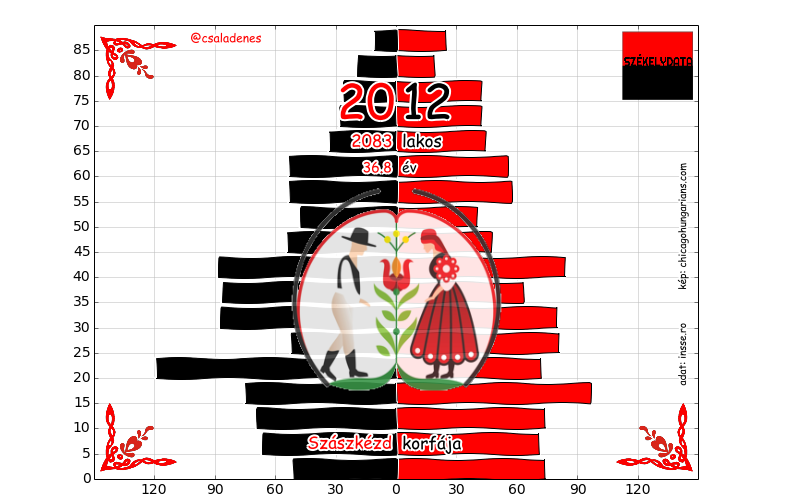 @csaladenes
SZÉKELYDATA
2012
2083 lakos
36.8 év
kép: chicagohungarians.com
adat: insse.ro
Szászkézd korfája
85
80
75
70
65
60
55
50
45
40
35
30
25
20
15
10
5
0
120 90 60 30 0 30 60 90 120